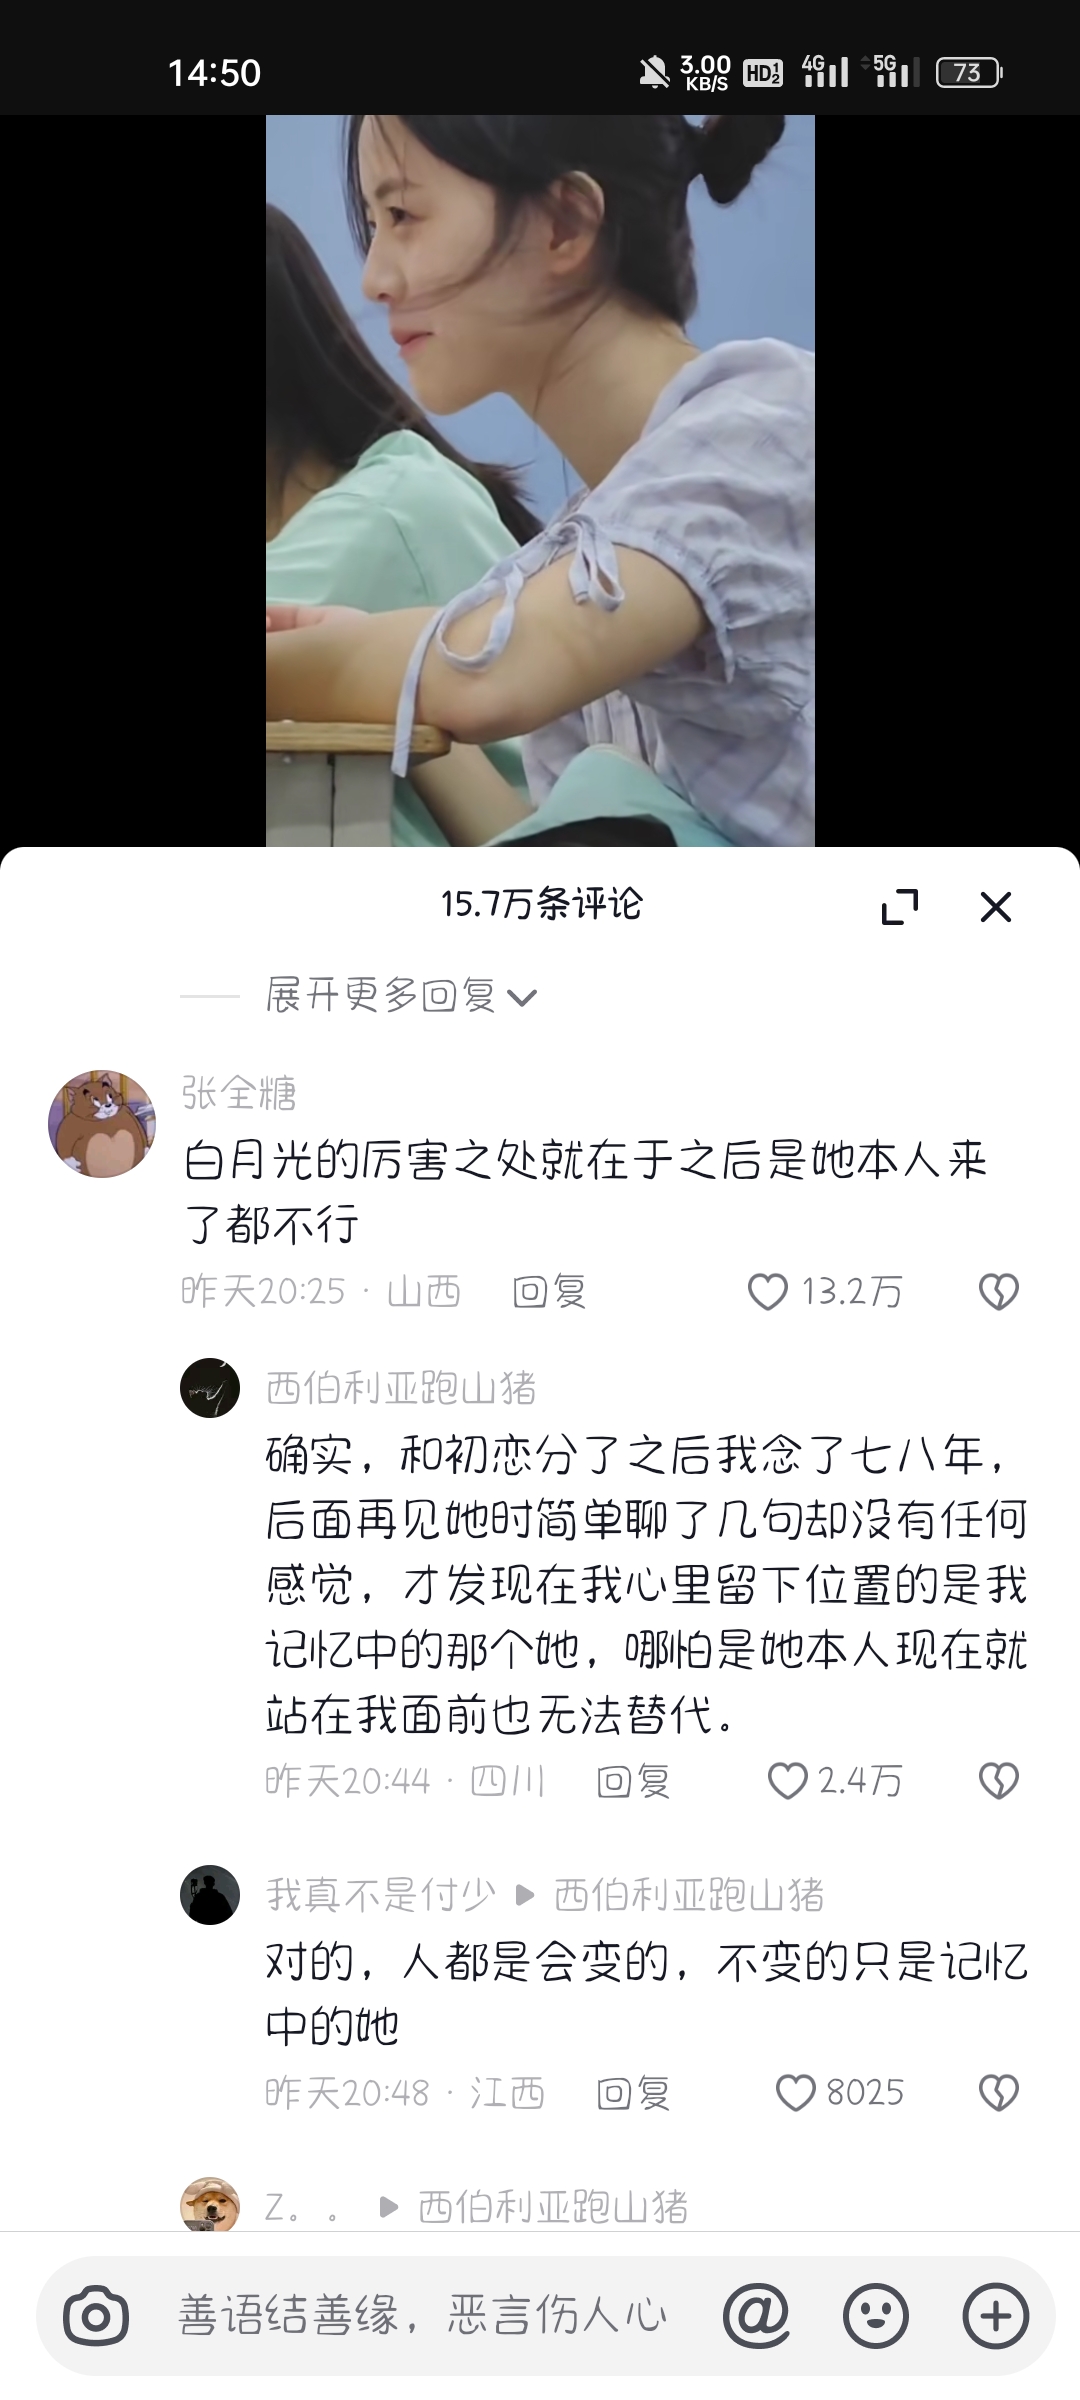 14:50 3.00 KB/S HD 1 2 4G 5G 73
15.7万条评论
展开更多回复
张全糖
白月光的厉害之处就在于之后是她本人来
了都不行
昨天20:25 · 山西 回复 13.2万
西伯利亚跑山猪
确实，和初恋分了之后我念了七八年，
后面再见她时简单聊了几句却没有任何
感觉，才发现在我心里留下位置的是我
记忆中的那个她，哪怕是她本人现在就
站在我面前也无法替代。
昨天20:44 · 四川 回复 2.4万
我真不是付少 ▶ 西伯利亚跑山猪
对的，人都是会变的，不变的只是记忆
中的她
昨天20:48 · 江西 回复 8025
Z。。 ▶ 西伯利亚跑山猪
善语结善缘，恶言伤人心 @